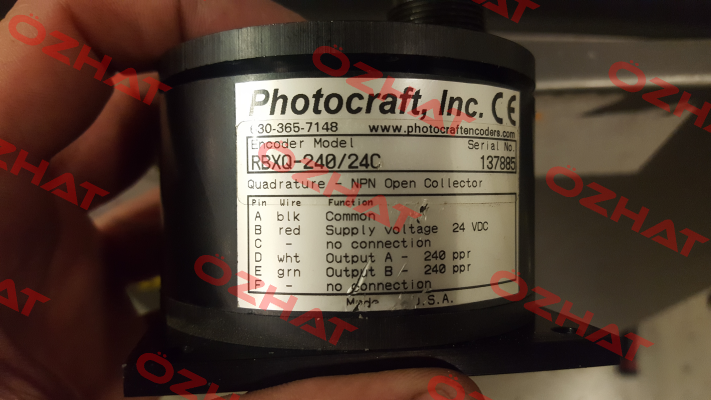 Photocraft, Inc. CE
630-365-7148 www.photocraftencoders.com
Encoder Model Serial No.
RBXQ-240/24C 137885
Quadrature NPN Open Collector
Pin Wire Function
A blk Common
B red Supply voltage 24 VDC
C - no connection
D wht Output A - 240 ppr
E grn Output B - 240 ppr
F - no connection
Made U.S.A.
OZHAT
OZHAT
OZHAT
OZHAT
OZHAT
OZHAT
OZHAT
OZHAT
OZHAT